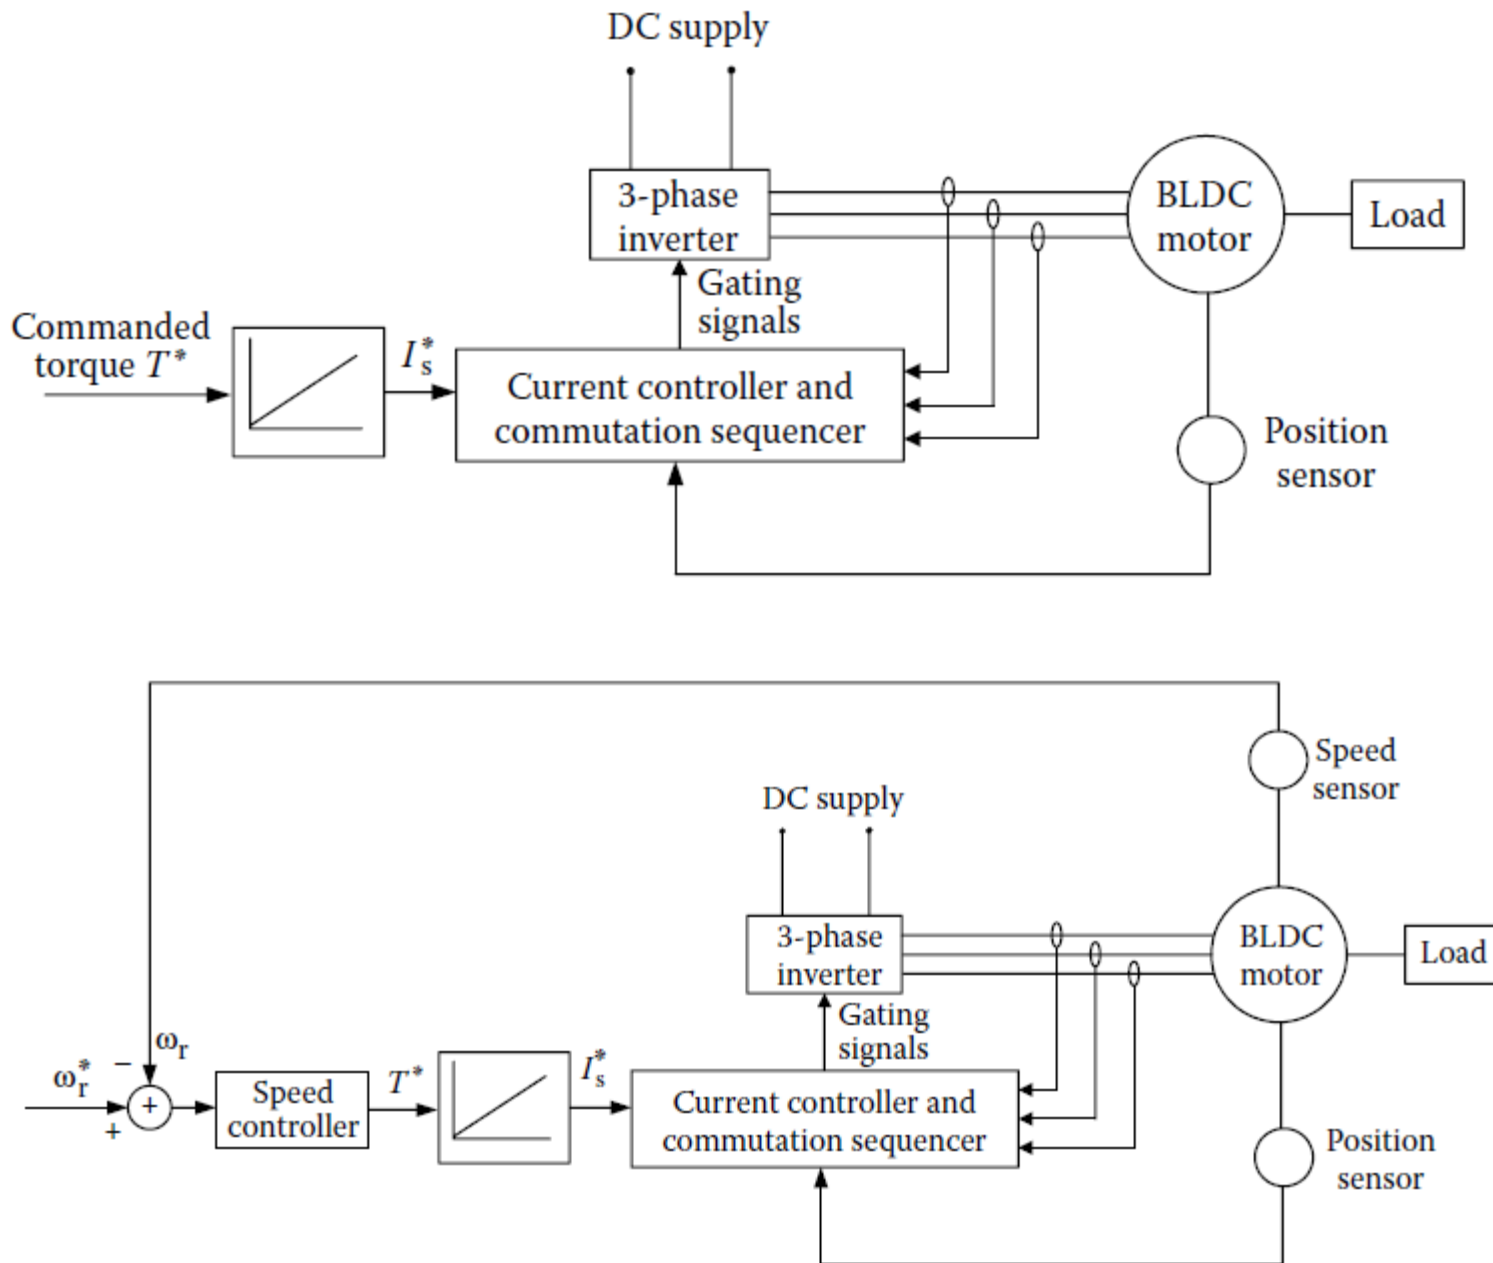 DC supply
3-phase
inverter
BLDC
motor
Load
Gating
signals
Commanded
torque T*
I*s
Current controller and
commutation sequencer
Position
sensor
Speed
sensor
DC supply
3-phase
inverter
BLDC
motor
Load
Gating
signals
ω*r
+
−
ωr
+
Speed
controller
T*
I*s
Current controller and
commutation sequencer
Position
sensor